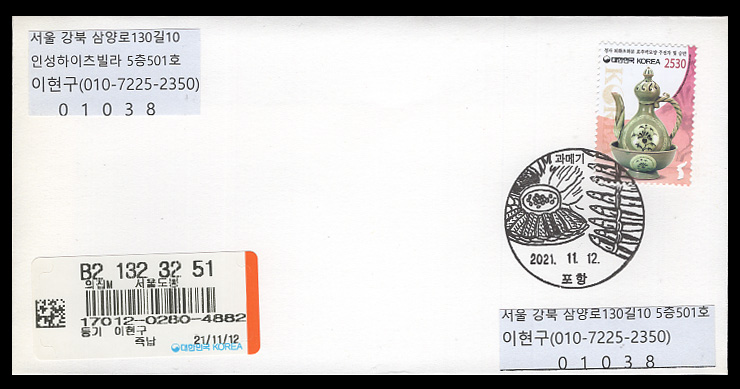 서울 강북 삼양로130길10
인성하이츠빌라 5층501호
이현구(010-7225-2350)
0 1 0 3 8
대한민국 KOREA 2530
과메기
2021. 11. 12.
포항
B2 132 32 51
의집M 서울도봉
17012-0280-4882
등기 이현구
즉납 21/11/12
대한민국 KOREA
서울 강북 삼양로130길10 5층501호
이현구(010-7225-2350)
0 1 0 3 8